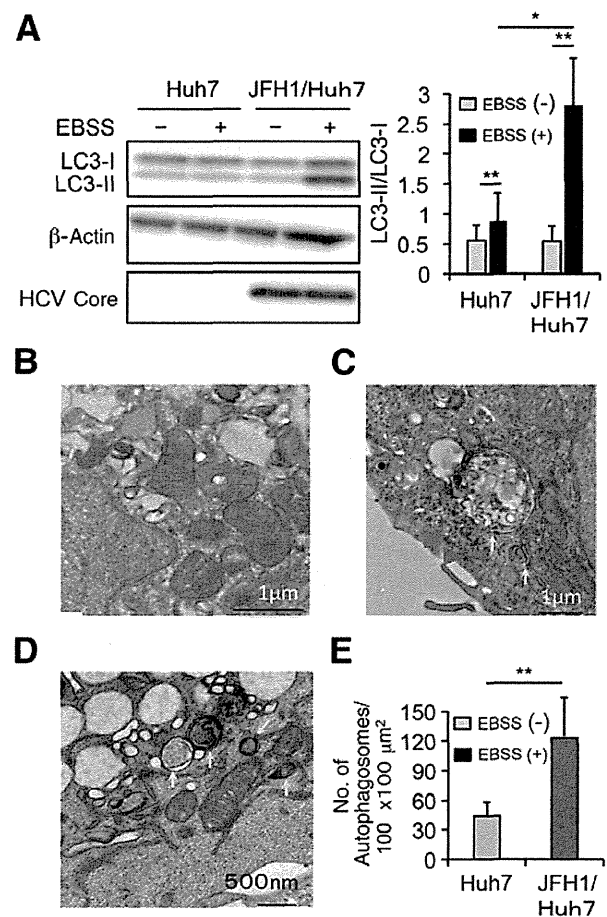 A
Huh7 JFH1/Huh7
EBSS − + − +
LC3-I
LC3-II
β-Actin
HCV Core
LC3-II/LC3-I
3
2.5
2
1.5
1
0.5
0
EBSS (-)
EBSS (+)
**
*
**
Huh7 JFH1/
Huh7
B
1μm
C
1μm
D
500nm
E
No. of
Autophagosomes/
100 x100 μm²
150
120
90
60
30
0
**
EBSS (-)
EBSS (+)
Huh7 JFH1/
Huh7